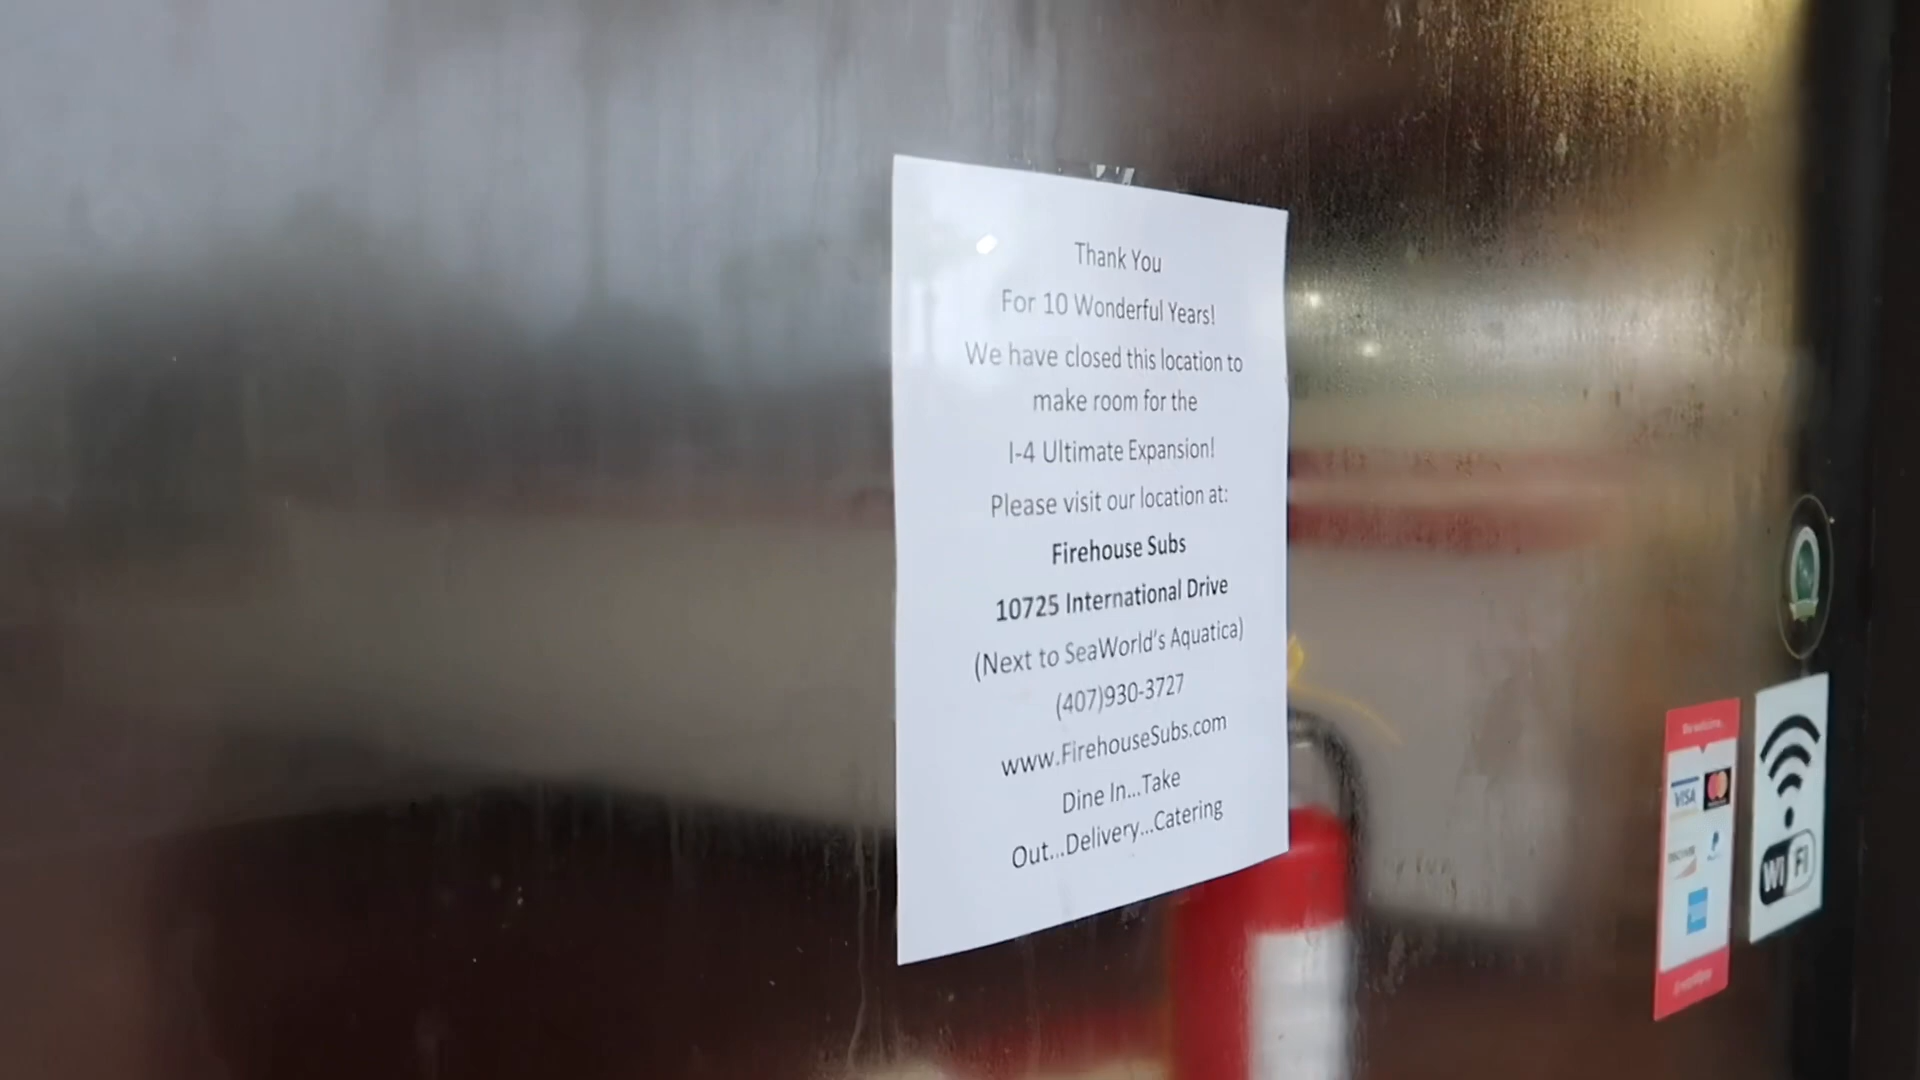 Thank You
For 10 Wonderful Years!
We have closed this location to
make room for the
I-4 Ultimate Expansion!
Please visit our location at:
Firehouse Subs
10725 International Drive
(Next to SeaWorld's Aquatica)
(407)930-3727
www.FirehouseSubs.com
Dine In...Take
Out...Delivery...Catering
VISA
DISCOVER
Wi Fi